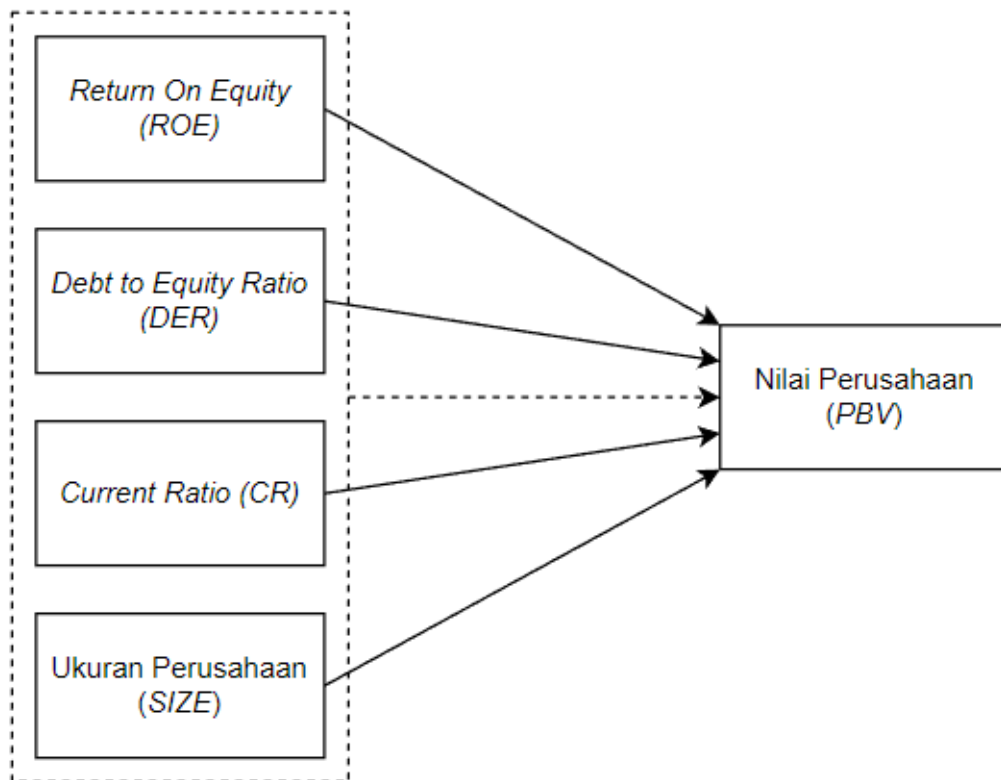 Return On Equity
(ROE)
Debt to Equity Ratio
(DER)
Current Ratio (CR)
Ukuran Perusahaan
(SIZE)
Nilai Perusahaan
(PBV)